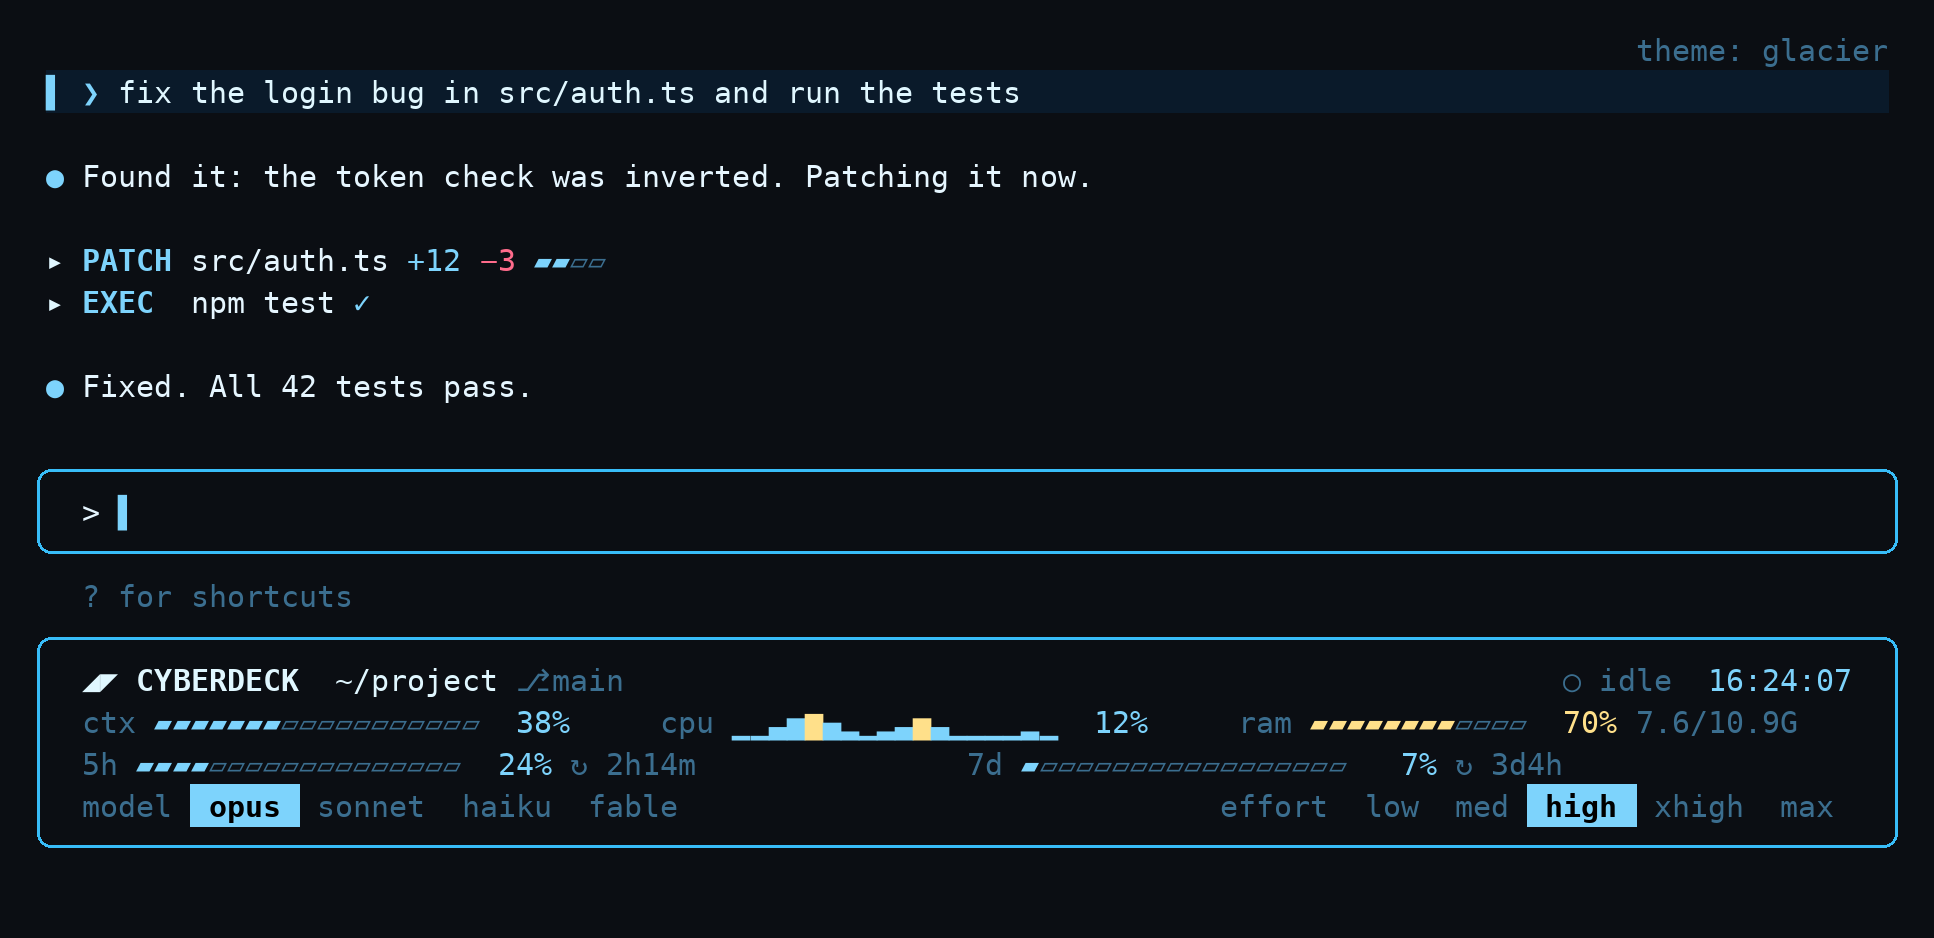 theme: glacier
❯ fix the login bug in src/auth.ts and run the tests
● Found it: the token check was inverted. Patching it now.
▸ PATCH src/auth.ts +12 −3 ▰▰▱▱
▸ EXEC  npm test ✓
● Fixed. All 42 tests pass.
>
? for shortcuts
◢◤ CYBERDECK  ~/project ⎇main ○ idle  16:24:07
ctx ▰▰▰▰▰▰▰▱▱▱▱▱▱▱▱▱▱▱ 38% cpu 12% ram ▰▰▰▰▰▰▰▰▱▱▱▱ 70% 7.6/10.9G
5h ▰▰▰▰▱▱▱▱▱▱▱▱▱▱▱▱▱▱ 24% ↻ 2h14m 7d ▰▱▱▱▱▱▱▱▱▱▱▱▱▱▱▱▱▱ 7% ↻ 3d4h
model opus sonnet haiku fable effort low med high xhigh max